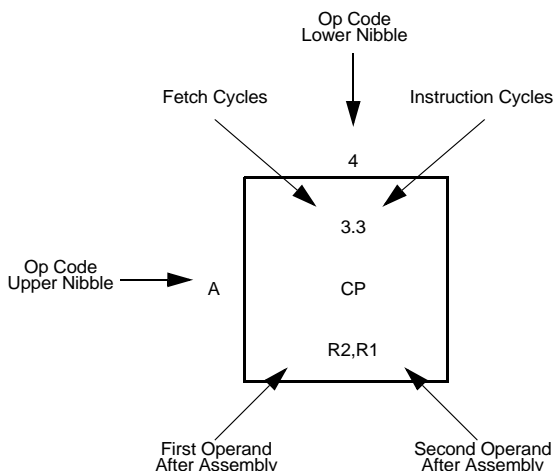 Op Code
Lower Nibble
Fetch Cycles
Instruction Cycles
4
3.3
Op Code
Upper Nibble
A
CP
R2,R1
First Operand
After Assembly
Second Operand
After Assembly